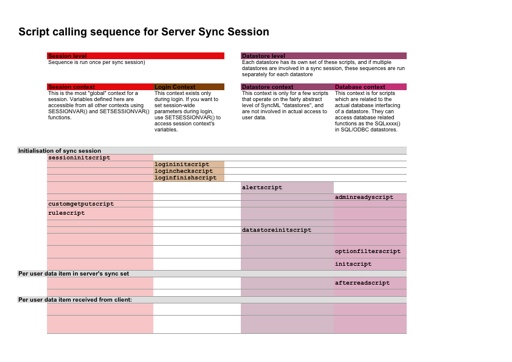 Script calling sequence for Server Sync Session
Session level
Sequence is run once per sync session)
Datastore level
Each datastore has its own set of these scripts, and if multiple
datastores are involved in a sync session, these sequences are run
separately for each datastore
Session context
This is the most "global" context for a
session. Variables defined here are
accessible from all other contexts using
SESSIONVAR() and SETSESSIONVAR()
functions.
Login Context
This context exists only
during login. If you want to
set session-wide
parameters during login,
use SETSESSIONVAR() to
access session context's
variables.
Datastore context
This context is only for a few scripts
that operate on the fairly abstract
level of SyncML "datastores", and
are not involved in actual access to
user data.
Database context
This context is for scripts
which are related to the
actual database interfacing
of a datastore. They can
access database related
functions as the SQLxxxx()
in SQL/ODBC datastores.
Initialisation of sync session
sessioninitscript
logininitscript
logincheckscript
loginfinishscript
alertscript
adminreadyscript
customgetputscript
rulescript
datastoreinitscript
optionfilterscript
initscript
Per user data item in server's sync set
afterreadscript
Per user data item received from client: